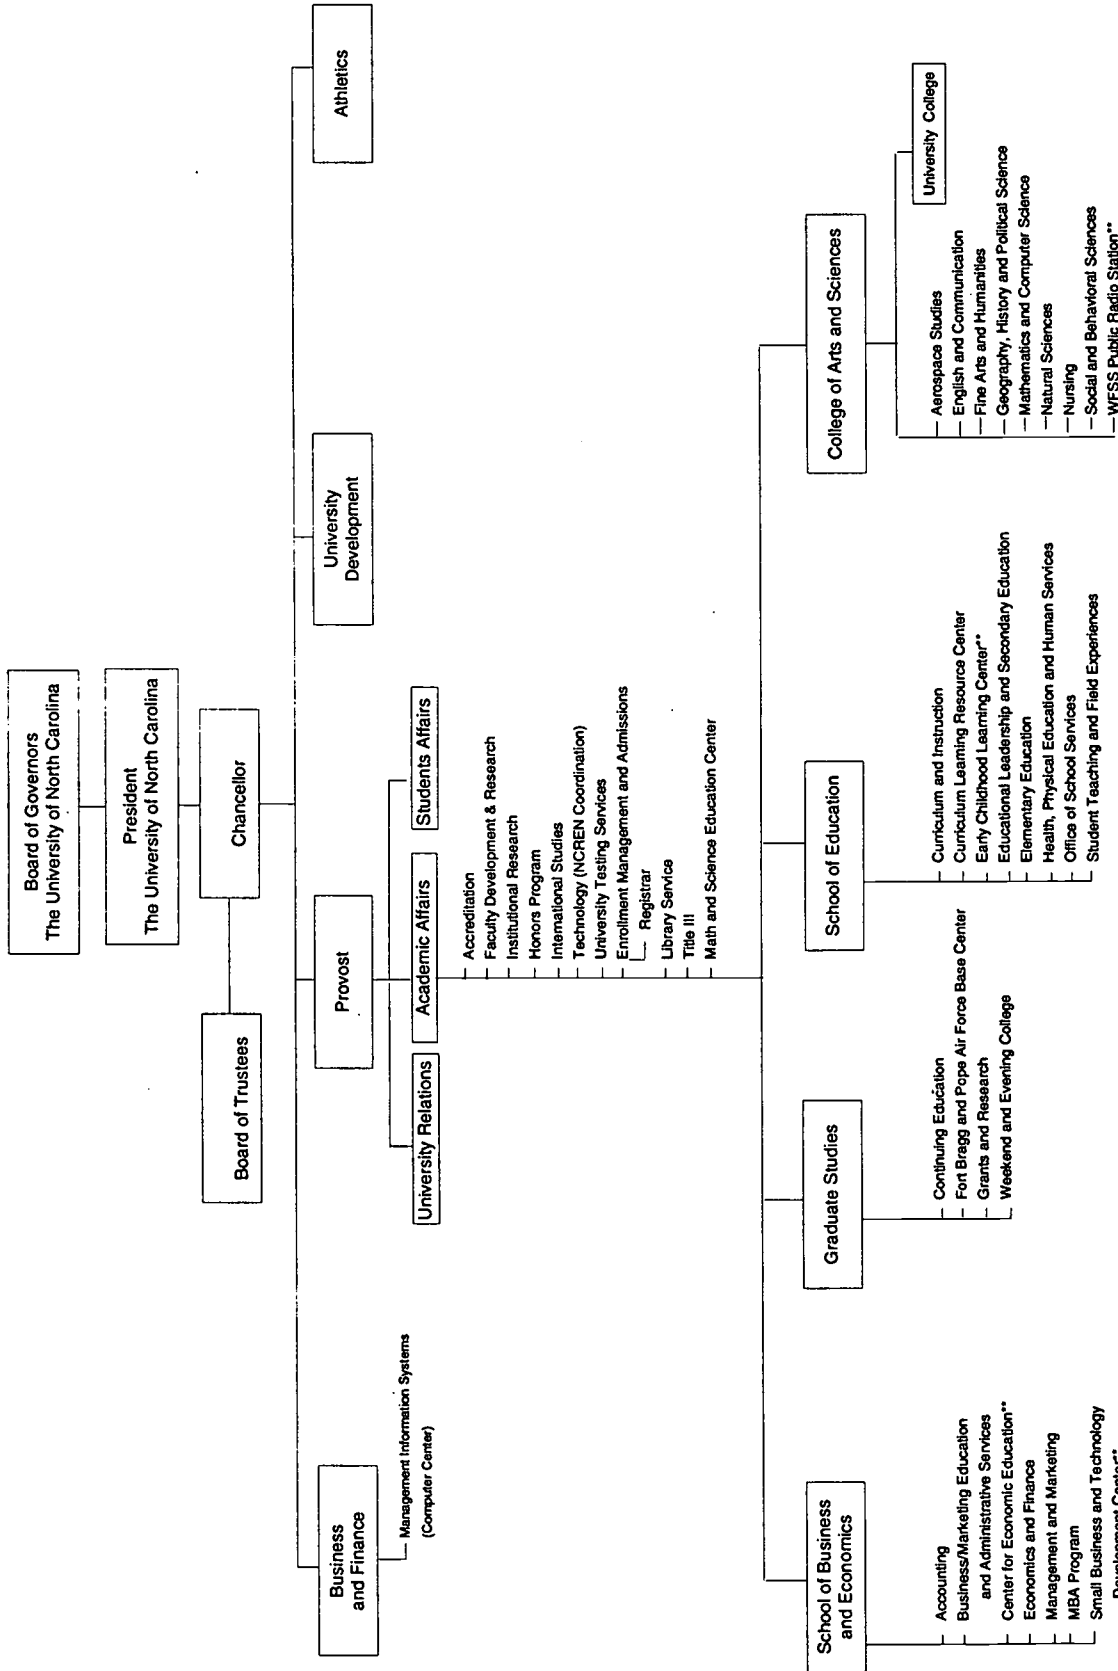 Board of Governors
The University of North Carolina
President
The University of North Carolina
Chancellor
Board of Trustees
Business
and Finance
Management Information Systems
(Computer Center)
Provost
University
Development
Athletics
University Relations
Academic Affairs
Students Affairs
Accreditation
Faculty Development & Research
Institutional Research
Honors Program
International Studies
Technology (NCREN Coordination)
University Testing Services
Enrollment Management and Admissions
Registrar
Library Service
Title III
Math and Science Education Center
School of Business
and Economics
Accounting
Business/Marketing Education
and Administrative Services
Center for Economic Education**
Economics and Finance
Management and Marketing
MBA Program
Small Business and Technology
Development Center**
Graduate Studies
Continuing Education
Fort Bragg and Pope Air Force Base Center
Grants and Research
Weekend and Evening College
School of Education
Curriculum and Instruction
Curriculum Learning Resource Center
Early Childhood Learning Center**
Educational Leadership and Secondary Education
Elementary Education
Health, Physical Education and Human Services
Office of School Services
Student Teaching and Field Experiences
College of Arts and Sciences
Aerospace Studies
English and Communication
Fine Arts and Humanities
Geography, History and Political Science
Mathematics and Computer Science
Natural Sciences
Nursing
Social and Behavioral Sciences
WFSS Public Radio Station**
University College